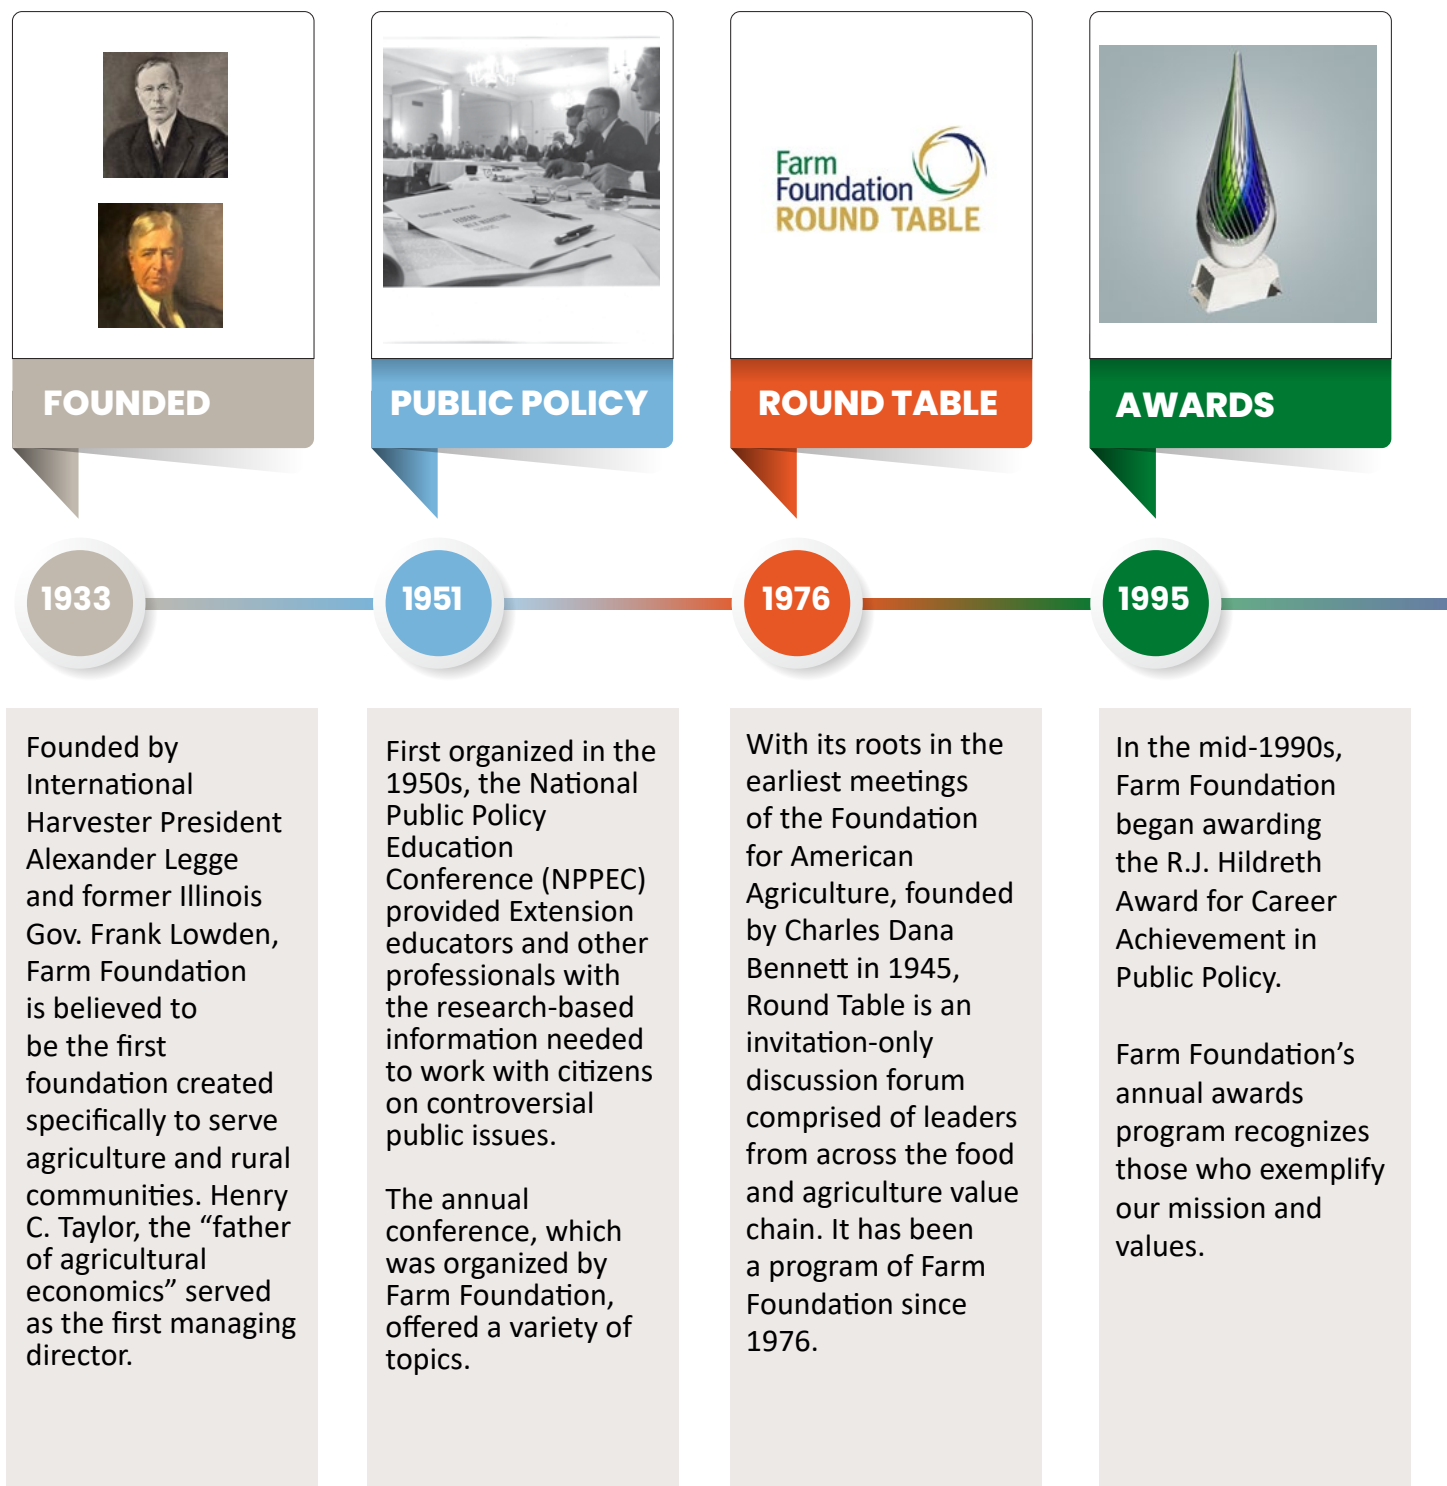 Farm
Foundation
ROUND TABLE
FOUNDED
PUBLIC POLICY
ROUND TABLE
AWARDS
1933
1951
1976
1995
Founded by
International
Harvester President
Alexander Legge
and former Illinois
Gov. Frank Lowden,
Farm Foundation
is believed to
be the first
foundation created
specifically to serve
agriculture and rural
communities. Henry
C. Taylor, the “father
of agricultural
economics” served
as the first managing
director.
First organized in the
1950s, the National
Public Policy
Education
Conference (NPPEC)
provided Extension
educators and other
professionals with
the research-based
information needed
to work with citizens
on controversial
public issues.
The annual
conference, which
was organized by
Farm Foundation,
offered a variety of
topics.
With its roots in the
earliest meetings
of the Foundation
for American
Agriculture, founded
by Charles Dana
Bennett in 1945,
Round Table is an
invitation-only
discussion forum
comprised of leaders
from across the food
and agriculture value
chain. It has been
a program of Farm
Foundation since
1976.
In the mid-1990s,
Farm Foundation
began awarding
the R.J. Hildreth
Award for Career
Achievement in
Public Policy.
Farm Foundation’s
annual awards
program recognizes
those who exemplify
our mission and
values.